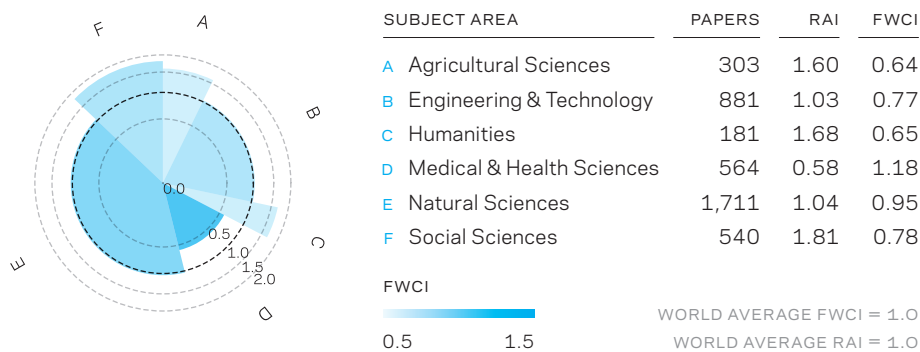 F A
B
C
D
E
0.0
0.5
1.0
1.5
2.0
SUBJECT AREA PAPERS RAI FWCI
A Agricultural Sciences 303 1.60 0.64
B Engineering & Technology 881 1.03 0.77
C Humanities 181 1.68 0.65
D Medical & Health Sciences 564 0.58 1.18
E Natural Sciences 1,711 1.04 0.95
F Social Sciences 540 1.81 0.78
FWCI
0.5 1.5
WORLD AVERAGE FWCI = 1.0
WORLD AVERAGE RAI = 1.0